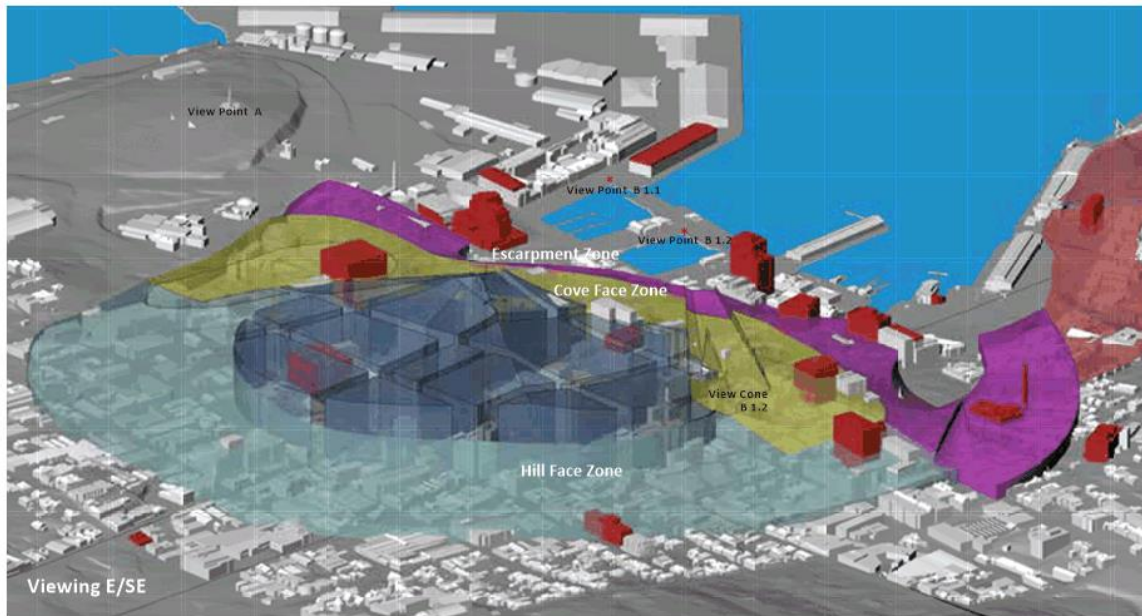 View Point A
View Point B 1.1
View Point B 1.2
Escarpment Zone
Cove Face Zone
View Cone
B 1.2
Hill Face Zone
Viewing E/SE